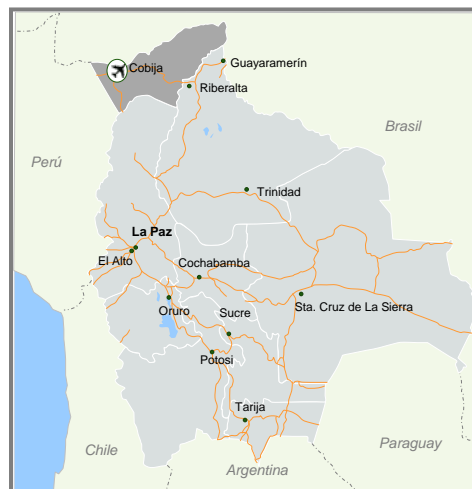 Guayaramerín
Cobija
Riberalta
Brasil
Perú
Trinidad
La Paz
El Alto
Cochabamba
Oruro
Sucre
Sta. Cruz de La Sierra
Potosi
Tarija
Chile
Paraguay
Argentina